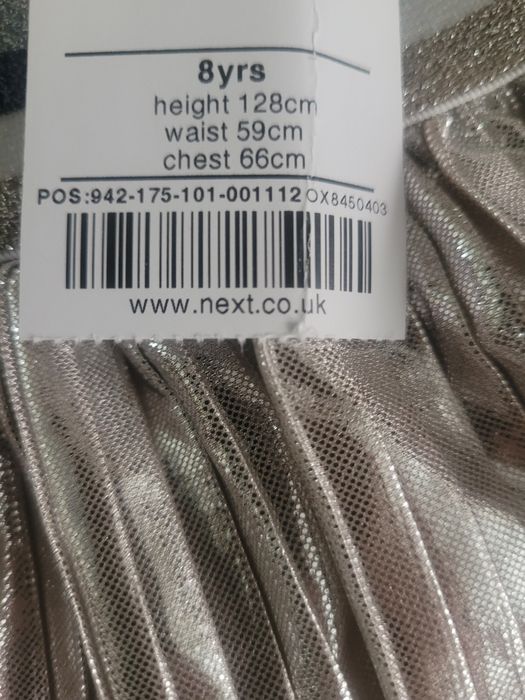 8yrs
height 128cm
waist 59cm
chest 66cm
POS:942-175-101-001112 OX8450403
www.next.co.uk